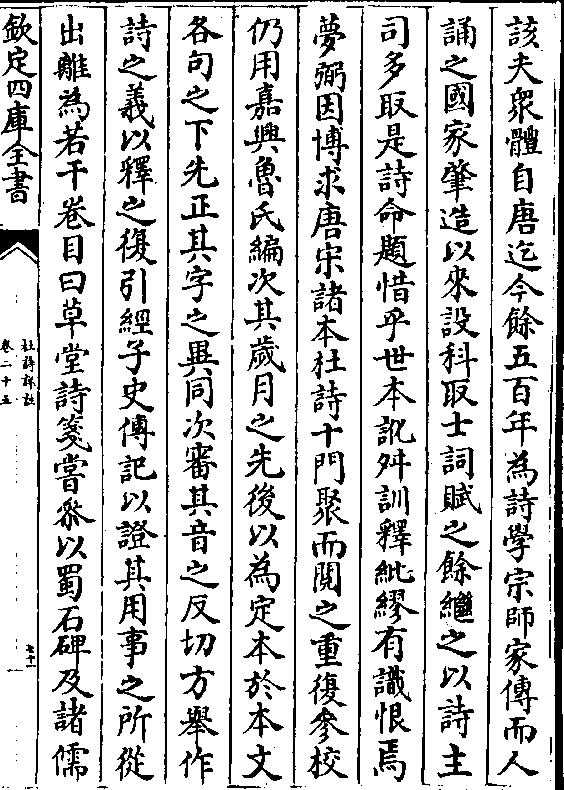 該夫衆體自唐迄今餘五百年為詩學宗師家傳而人
誦之國家肇造以來設科取士詞賦之餘繼之以詩主
司多取是詩命題惜乎世本訛舛訓釋紕繆有識恨焉
夢弼因博求唐宋諸本杜詩十門聚而閱之重復參校
仍用嘉興魯氏編次其歲月之先後以為定本於本文
各句之下先正其字之異同次審其音之反切方舉作
詩之義以釋之復引經子史傳記以證其用事之所從
出離為若干卷目曰草堂詩箋嘗叅以蜀石碑及諸儒
欽定四庫全書
杜詩詳註
卷二十五
七十一